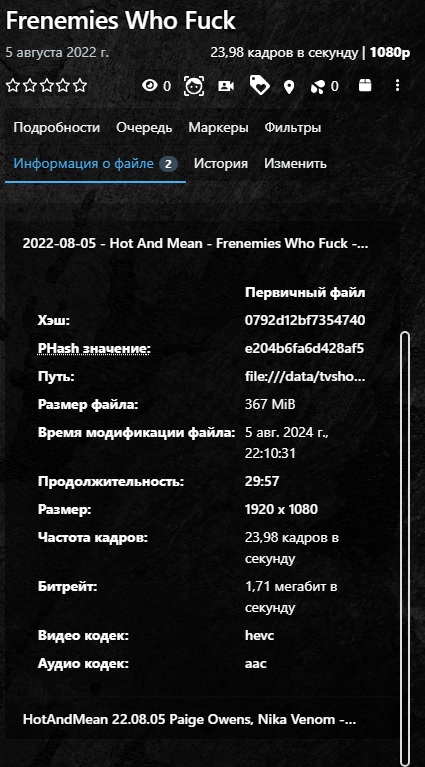 Frenemies Who Fuck
5 августа 2022 г. 23,98 кадров в секунду | 1080p
0 0
Подробности Очередь Маркеры Фильтры
Информация о файле 2 История Изменить
2022-08-05 - Hot And Mean - Frenemies Who Fuck -...
Первичный файл
Хэш: 0792d12bf7354740
PHash значение: e204b6fa6d428af5
Путь: file:///data/tvsho...
Размер файла: 367 MiB
Время модификации файла: 5 авг. 2024 г.,
22:10:31
Продолжительность: 29:57
Размер: 1920 x 1080
Частота кадров: 23,98 кадров в
секунду
Битрейт: 1,71 мегабит в
секунду
Видео кодек: hevc
Аудио кодек: aac
HotAndMean 22.08.05 Paige Owens, Nika Venom -...